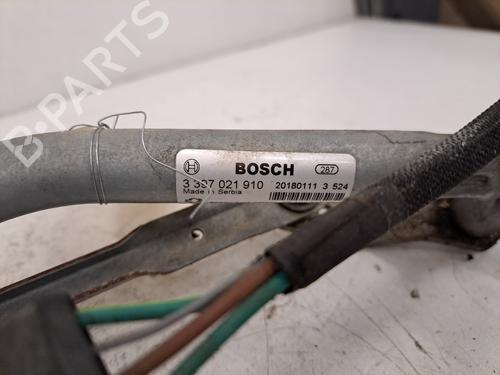 B-PARTS
BOSCH
287
3 397 021 910
20180111 3 524
Made in Serbia